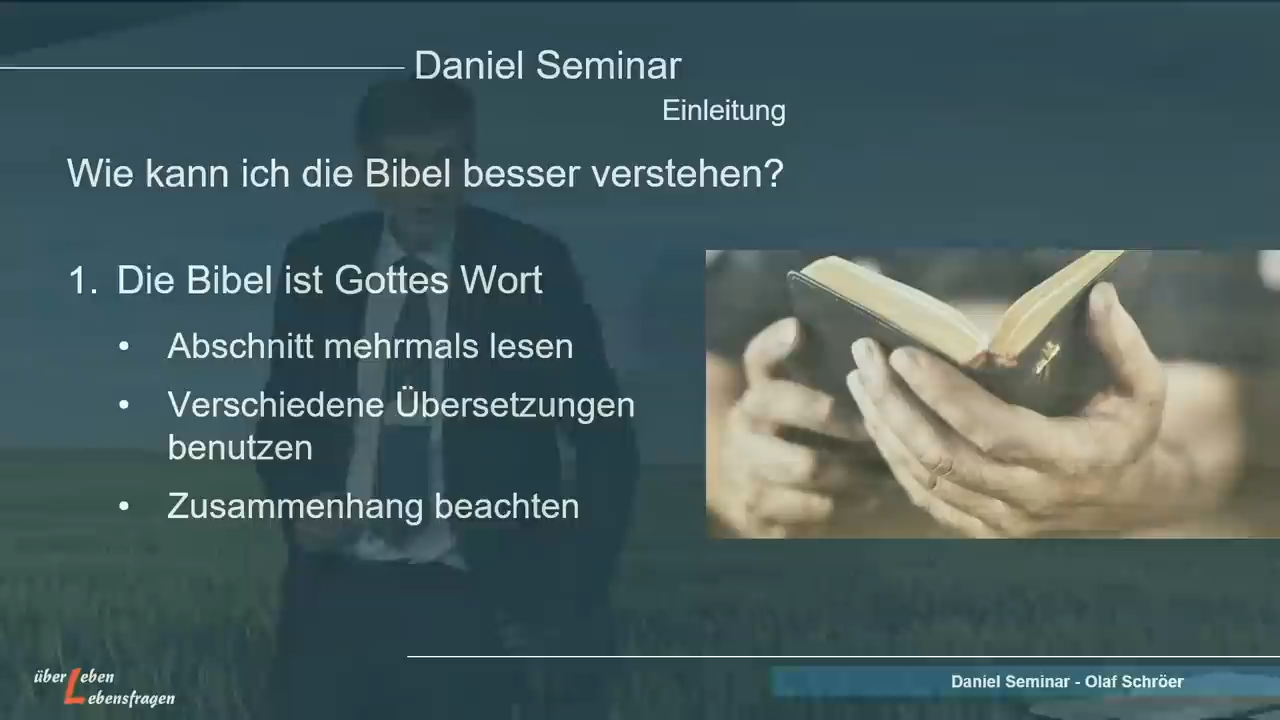 Daniel Seminar
Einleitung
Wie kann ich die Bibel besser verstehen?
1. Die Bibel ist Gottes Wort
• Abschnitt mehrmals lesen
• Verschiedene Übersetzungen
benutzen
• Zusammenhang beachten
über Leben
Lebensfragen
Daniel Seminar - Olaf Schröer